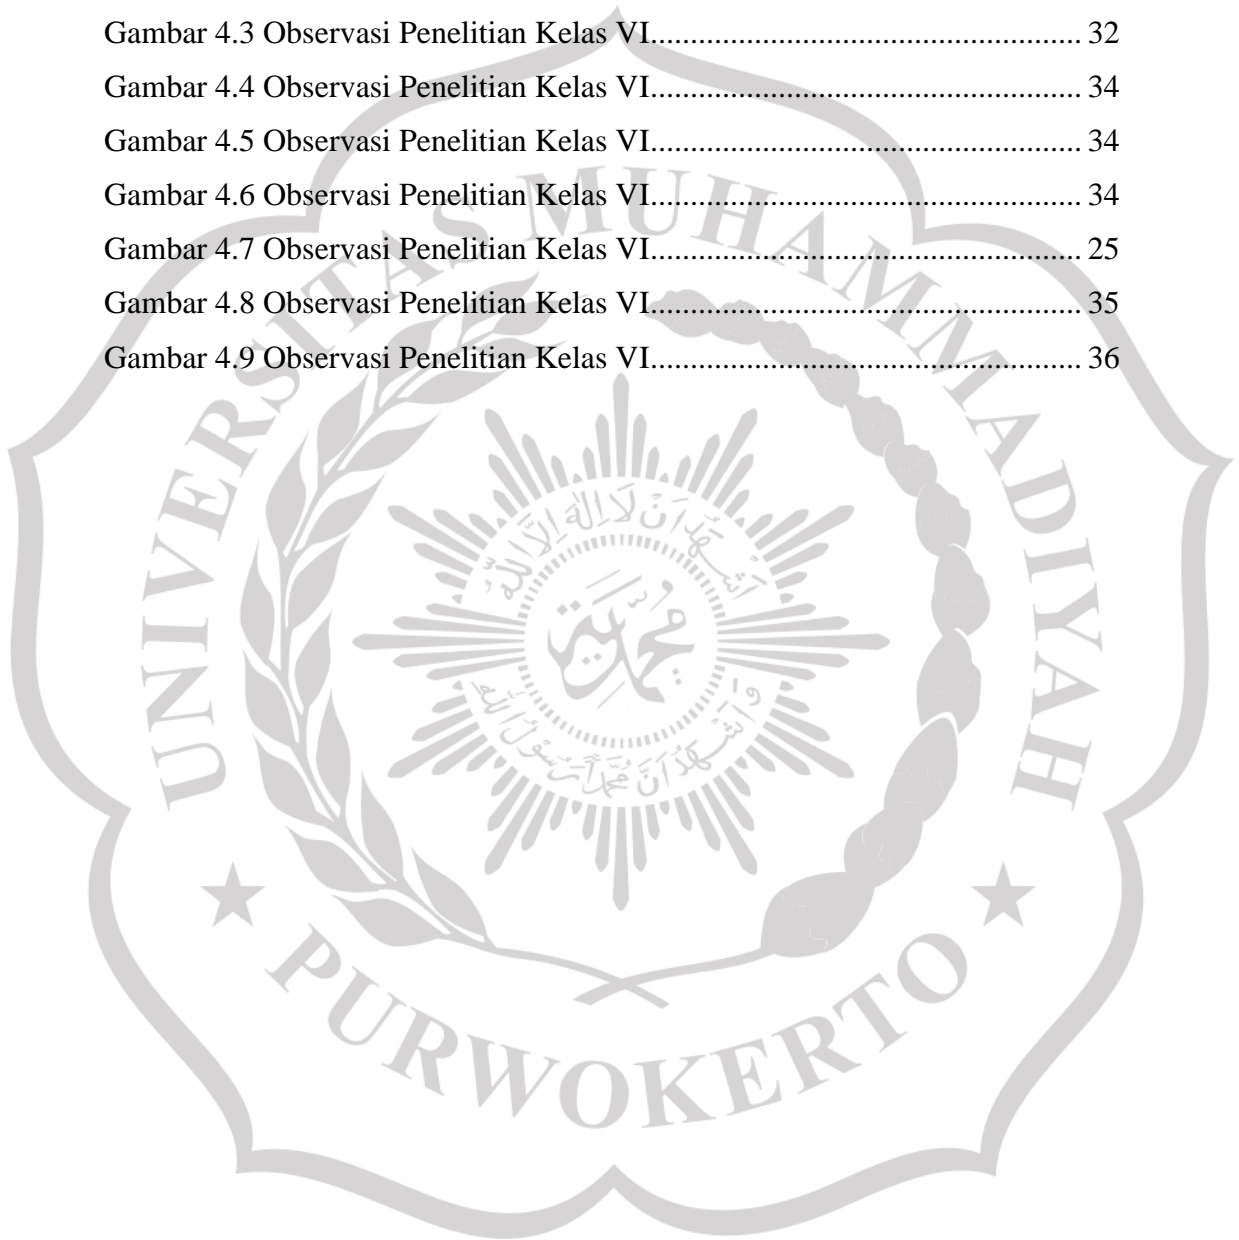 Gambar 4.3 Observasi Penelitian Kelas VI..................................................... 32
Gambar 4.4 Observasi Penelitian Kelas VI..................................................... 34
Gambar 4.5 Observasi Penelitian Kelas VI..................................................... 34
Gambar 4.6 Observasi Penelitian Kelas VI..................................................... 34
Gambar 4.7 Observasi Penelitian Kelas VI..................................................... 25
Gambar 4.8 Observasi Penelitian Kelas VI..................................................... 35
Gambar 4.9 Observasi Penelitian Kelas VI..................................................... 36
UNIVERSITAS MUHAMMADIYAH
اَشْهَدُ اَنْ لَا اِلٰهَ اِلَّا اللّٰهُ
محمدية
وَاَشْهَدُ اَنَّ مُحَمَّدًا رَسُوْلُ اللّٰهِ
★ PURWOKERTO ★